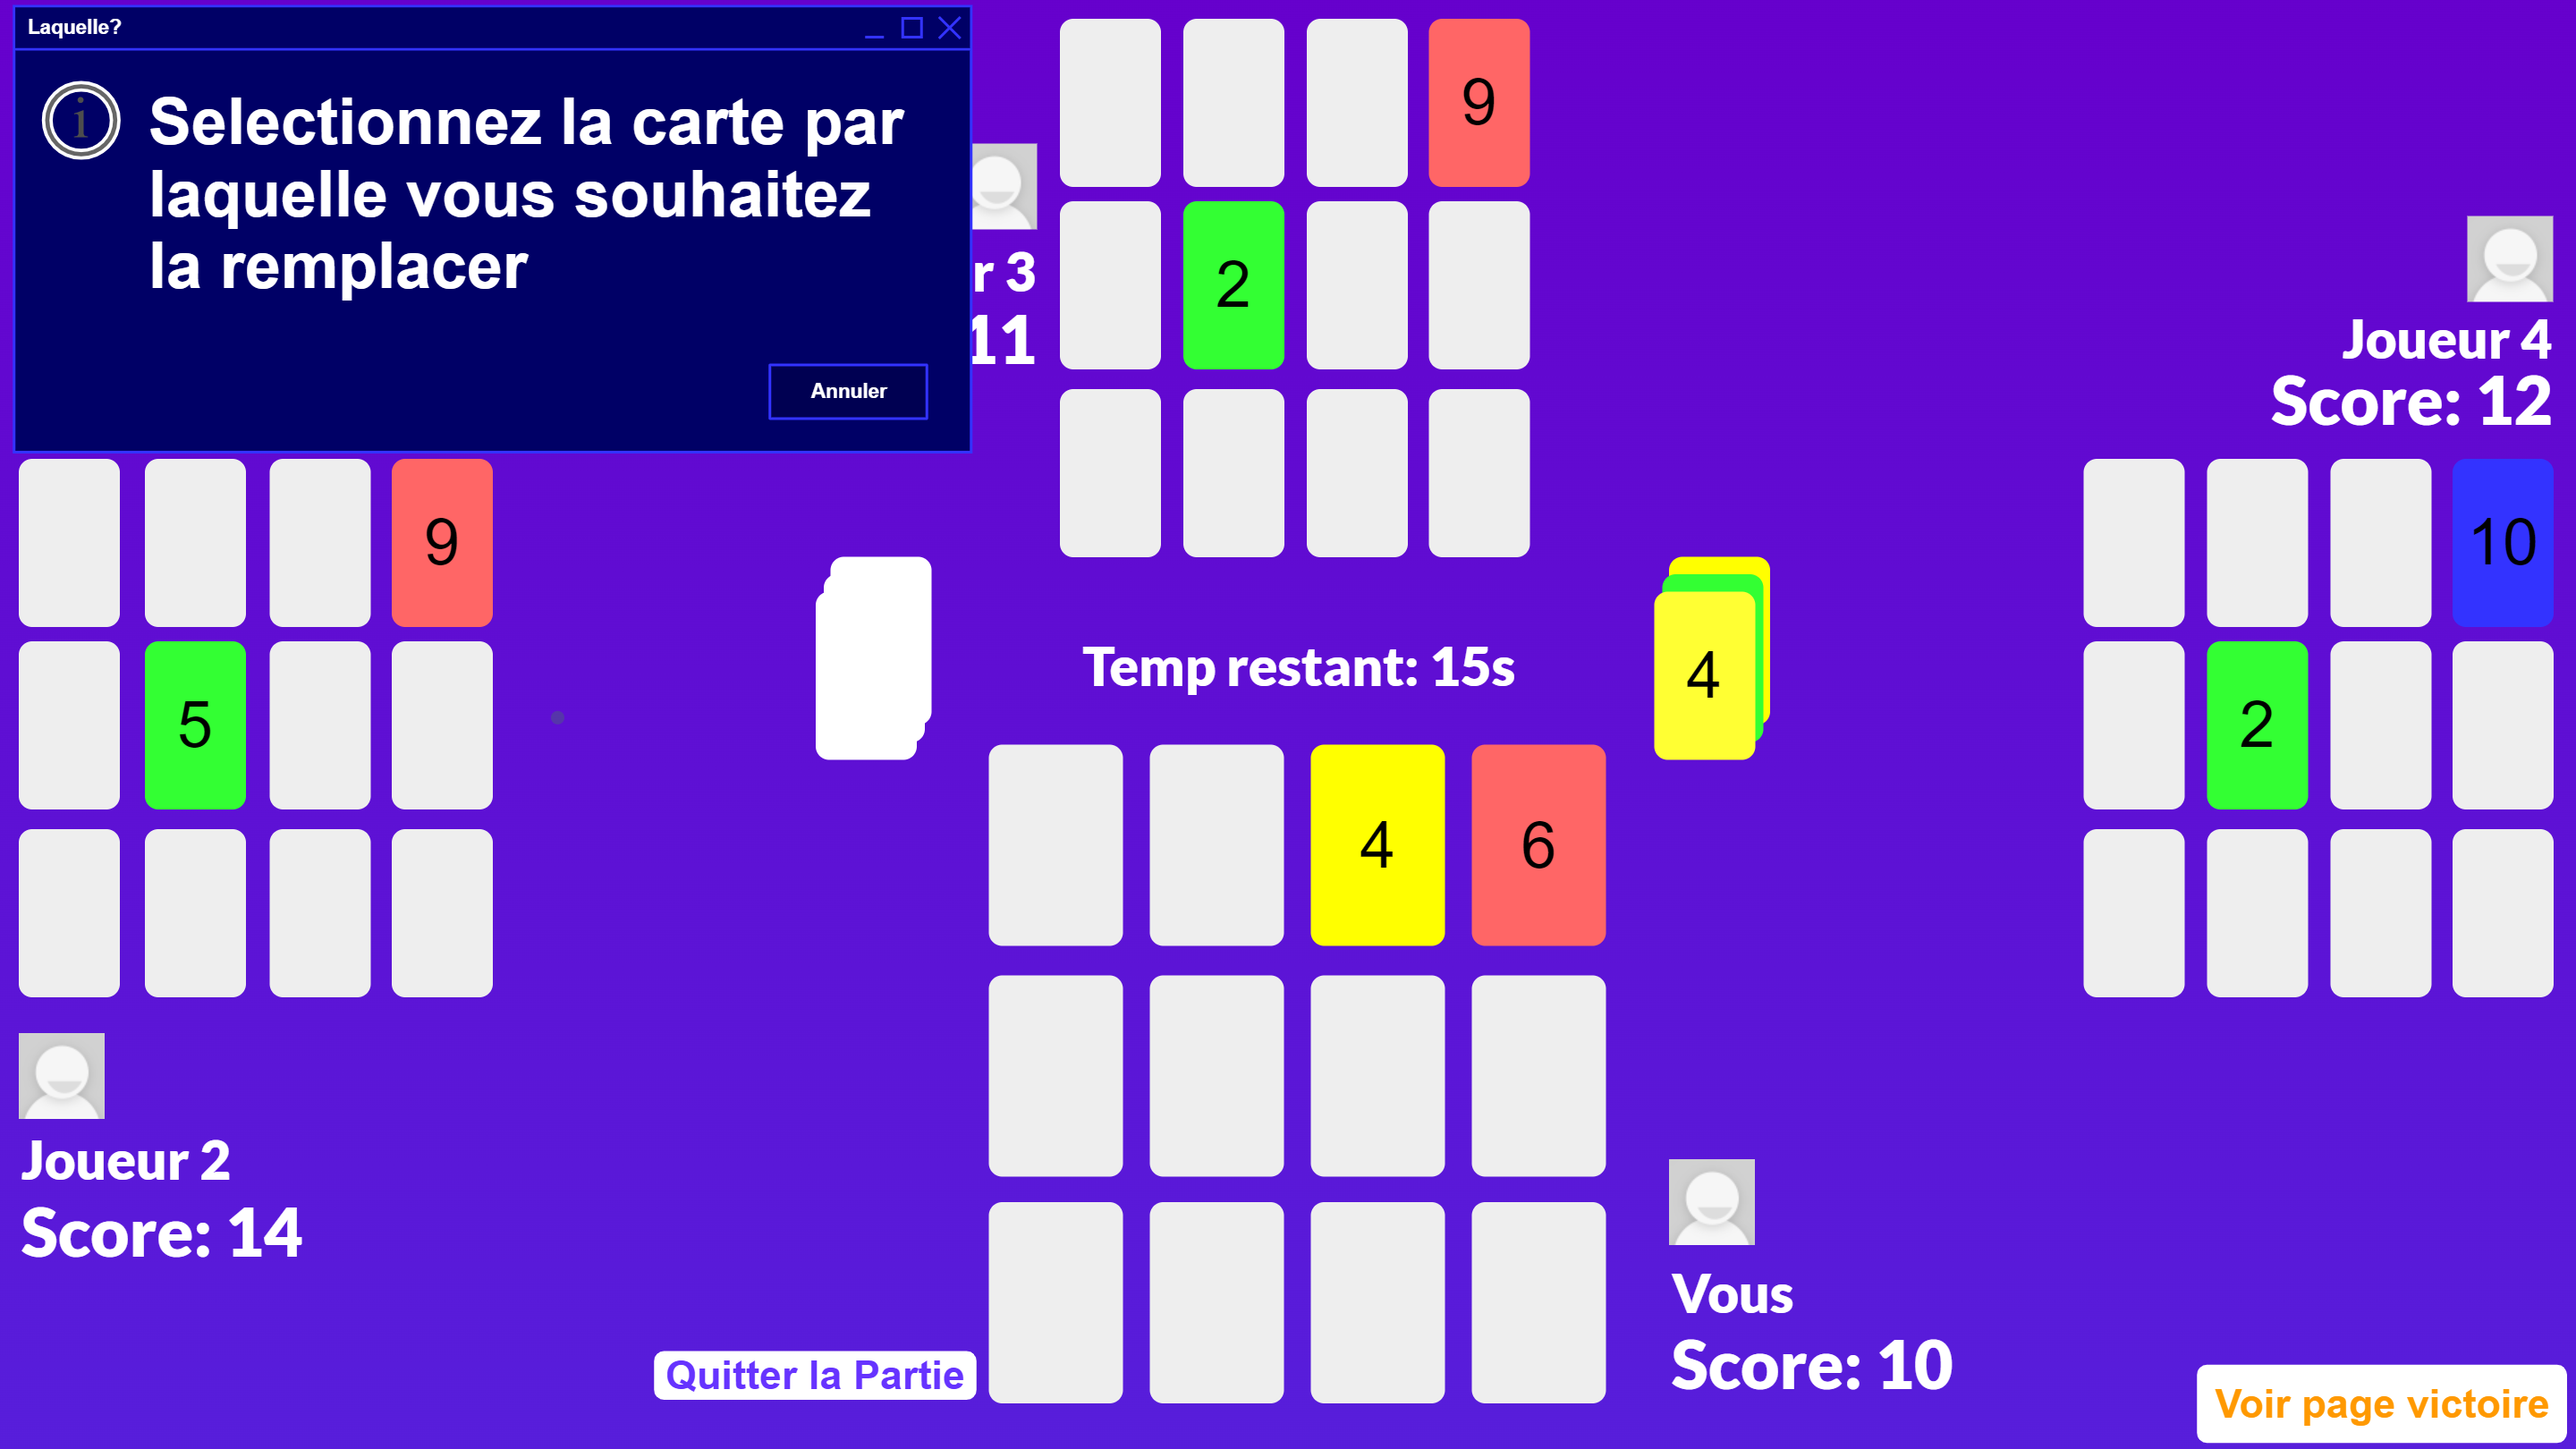 Laquelle?
i
Selectionnez la carte par
laquelle vous souhaitez
la remplacer
Annuler
9
2
r 3
11
Joueur 4
Score: 12
9
5
10
2
Temp restant: 15s
4
4
6
Joueur 2
Score: 14
Vous
Score: 10
Quitter la Partie
Voir page victoire